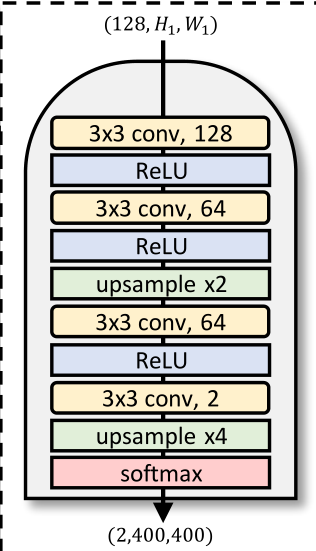 (128, H₁, W₁)
3x3 conv, 128
ReLU
3x3 conv, 64
ReLU
upsample x2
3x3 conv, 64
ReLU
3x3 conv, 2
upsample x4
softmax
(2,400,400)